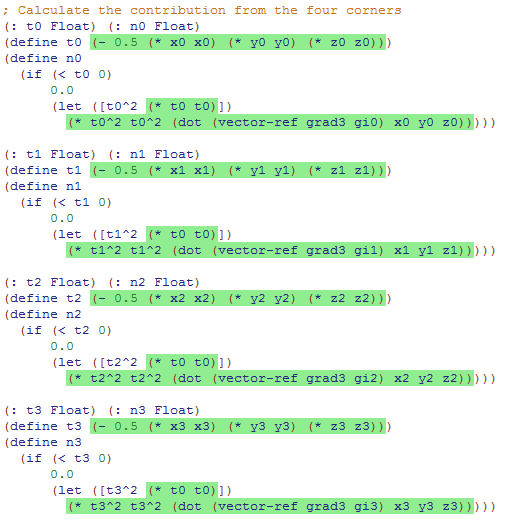 ; Calculate the contribution from the four corners
(: t0 Float) (: n0 Float)
(define t0 (- 0.5 (* x0 x0) (* y0 y0) (* z0 z0)))
(define n0
  (if (< t0 0)
      0.0
      (let ([t0^2 (* t0 t0)])
        (* t0^2 t0^2 (dot (vector-ref grad3 gi0) x0 y0 z0)))))

(: t1 Float) (: n1 Float)
(define t1 (- 0.5 (* x1 x1) (* y1 y1) (* z1 z1)))
(define n1
  (if (< t1 0)
      0.0
      (let ([t1^2 (* t0 t0)])
        (* t1^2 t1^2 (dot (vector-ref grad3 gi1) x1 y1 z1)))))

(: t2 Float) (: n2 Float)
(define t2 (- 0.5 (* x2 x2) (* y2 y2) (* z2 z2)))
(define n2
  (if (< t2 0)
      0.0
      (let ([t2^2 (* t0 t0)])
        (* t2^2 t2^2 (dot (vector-ref grad3 gi2) x2 y2 z2)))))

(: t3 Float) (: n3 Float)
(define t3 (- 0.5 (* x3 x3) (* y3 y3) (* z3 z3)))
(define n3
  (if (< t3 0)
      0.0
      (let ([t3^2 (* t0 t0)])
        (* t3^2 t3^2 (dot (vector-ref grad3 gi3) x3 y3 z3)))))